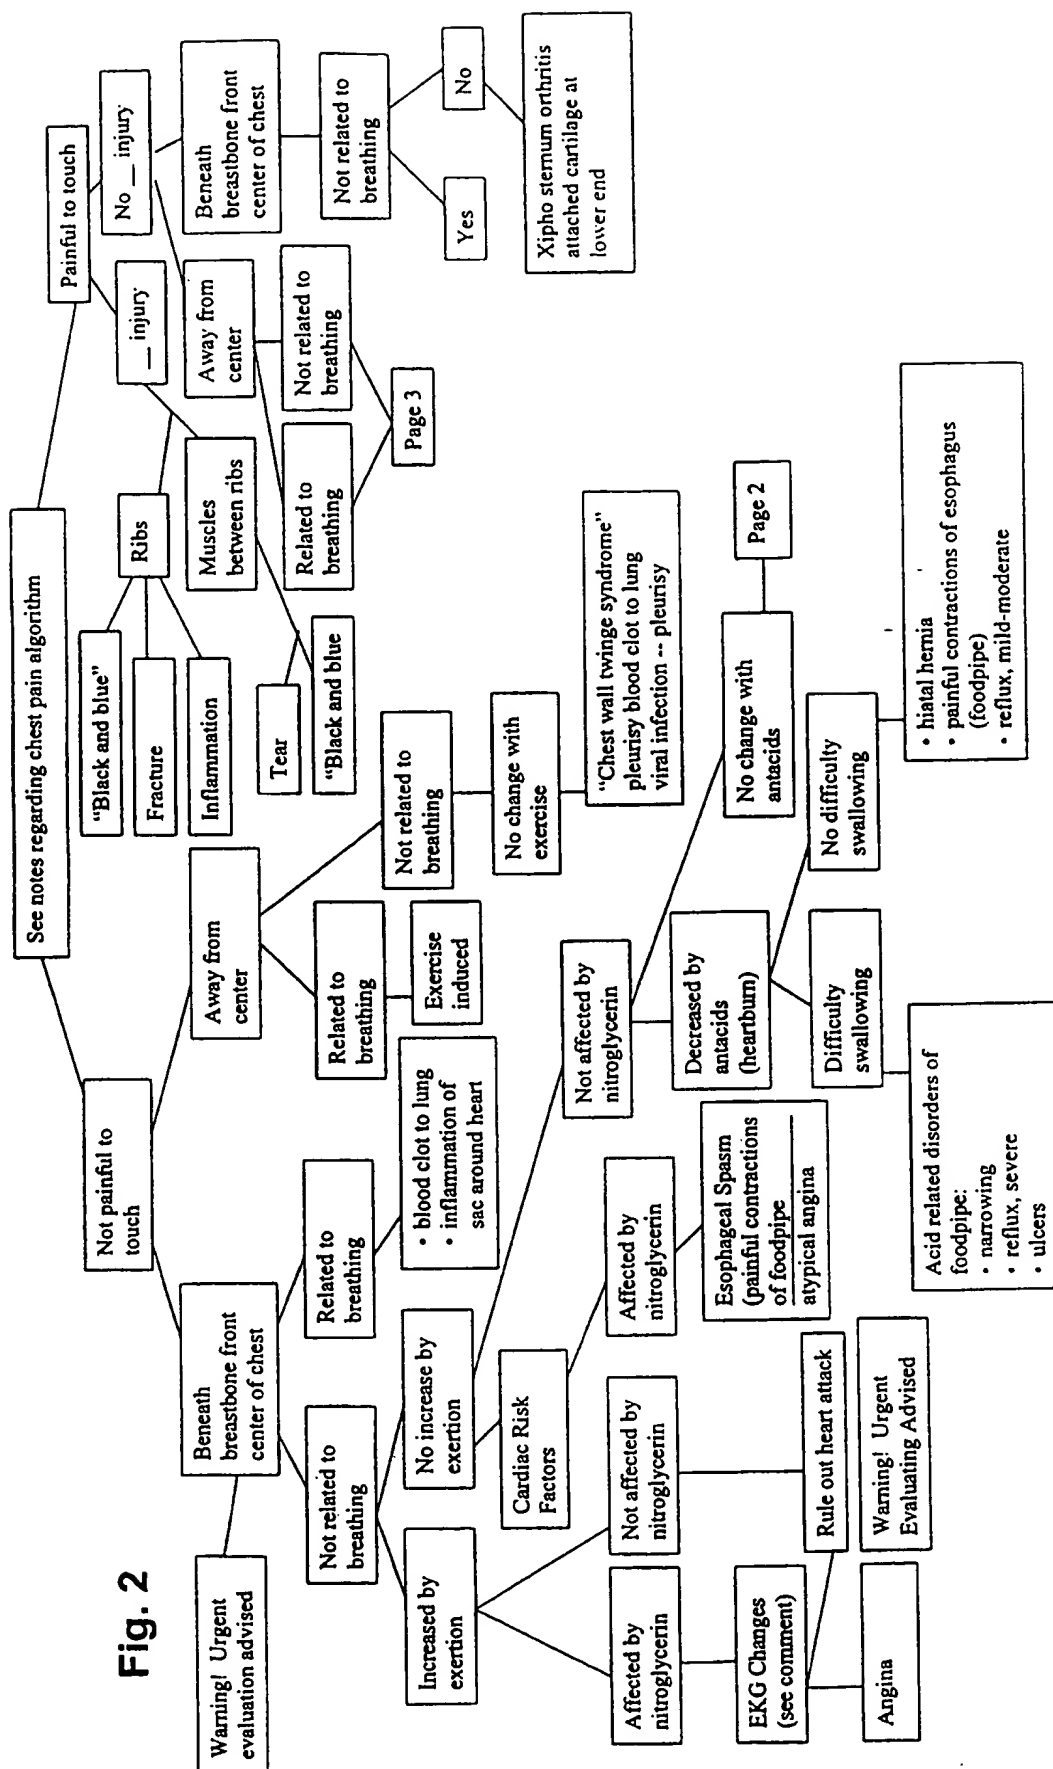 Fig. 2
See notes regarding chest pain algorithm
Not painful to
touch
Painful to touch
Warning! Urgent
evaluation advised
Beneath
breastbone front
center of chest
Away from
center
"Black and blue"
Fracture
Inflammation
Ribs
__ injury
No __ injury
Muscles
between ribs
Tear
"Black and blue
Away from
center
Beneath
breastbone front
center of chest
Related to
breathing
Not related to
breathing
Page 3
Not related to
breathing
Yes
No
Xipho sternum orthritis
attached cartilage at
lower end
Not related to
breathing
Related to
breathing
• blood clot to lung
• inflammation of
sac around heart
Related to
breathing
Exercise
induced
Not related to
breathing
No change with
exercise
"Chest wall twinge syndrome"
pleurisy blood clot to lung
viral infection -- pleurisy
Increased by
exertion
No increase by
exertion
Cardiac Risk
Factors
Not affected by
nitroglycerin
Affected by
nitroglycerin
Not affected by
nitroglycerin
Affected by
nitroglycerin
Esophageal Spasm
(painful contractions
of foodpipe
atypical angina
Decreased by
antacids
(heartburn)
No change with
antacids
Page 2
EKG Changes
(see comment)
Rule out heart attack
Angina
Warning! Urgent
Evaluating Advised
Difficulty
swallowing
No difficulty
swallowing
Acid related disorders of
foodpipe:
• narrowing
• reflux, severe
• ulcers
• hiatal hernia
• painful contractions of esophagus
(foodpipe)
• reflux, mild-moderate